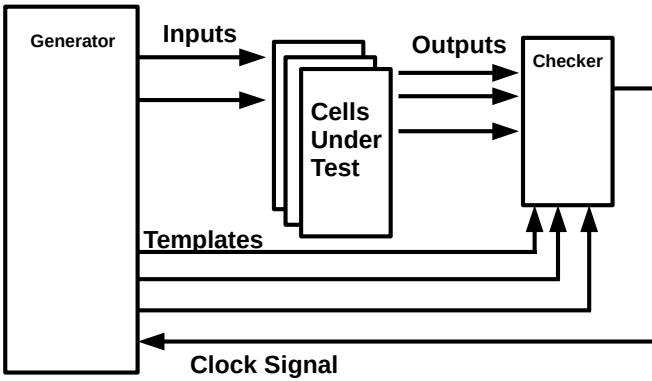 Generator
Inputs
Outputs
Checker
Cells
Under
Test
Templates
Clock Signal